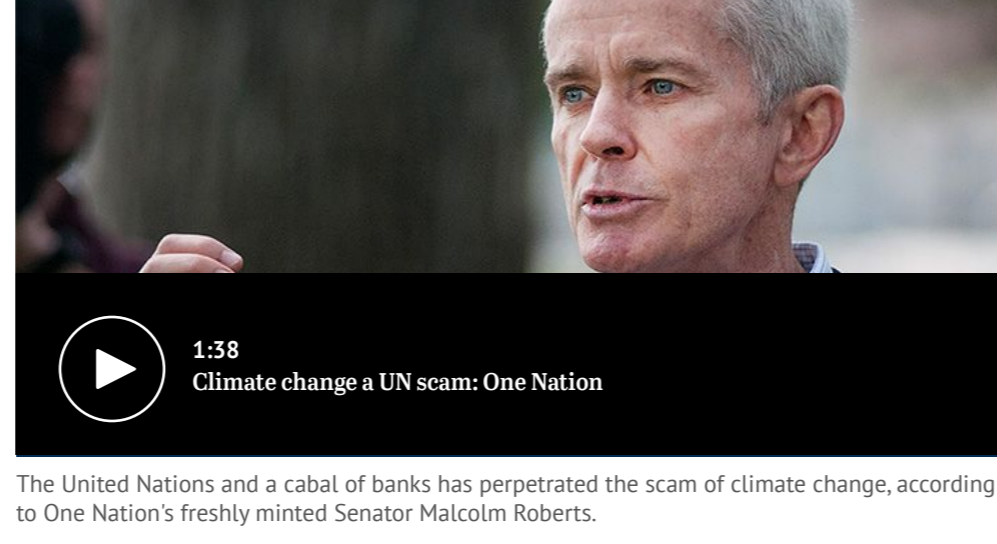 1:38
Climate change a UN scam: One Nation
The United Nations and a cabal of banks has perpetrated the scam of climate change, according
to One Nation's freshly minted Senator Malcolm Roberts.